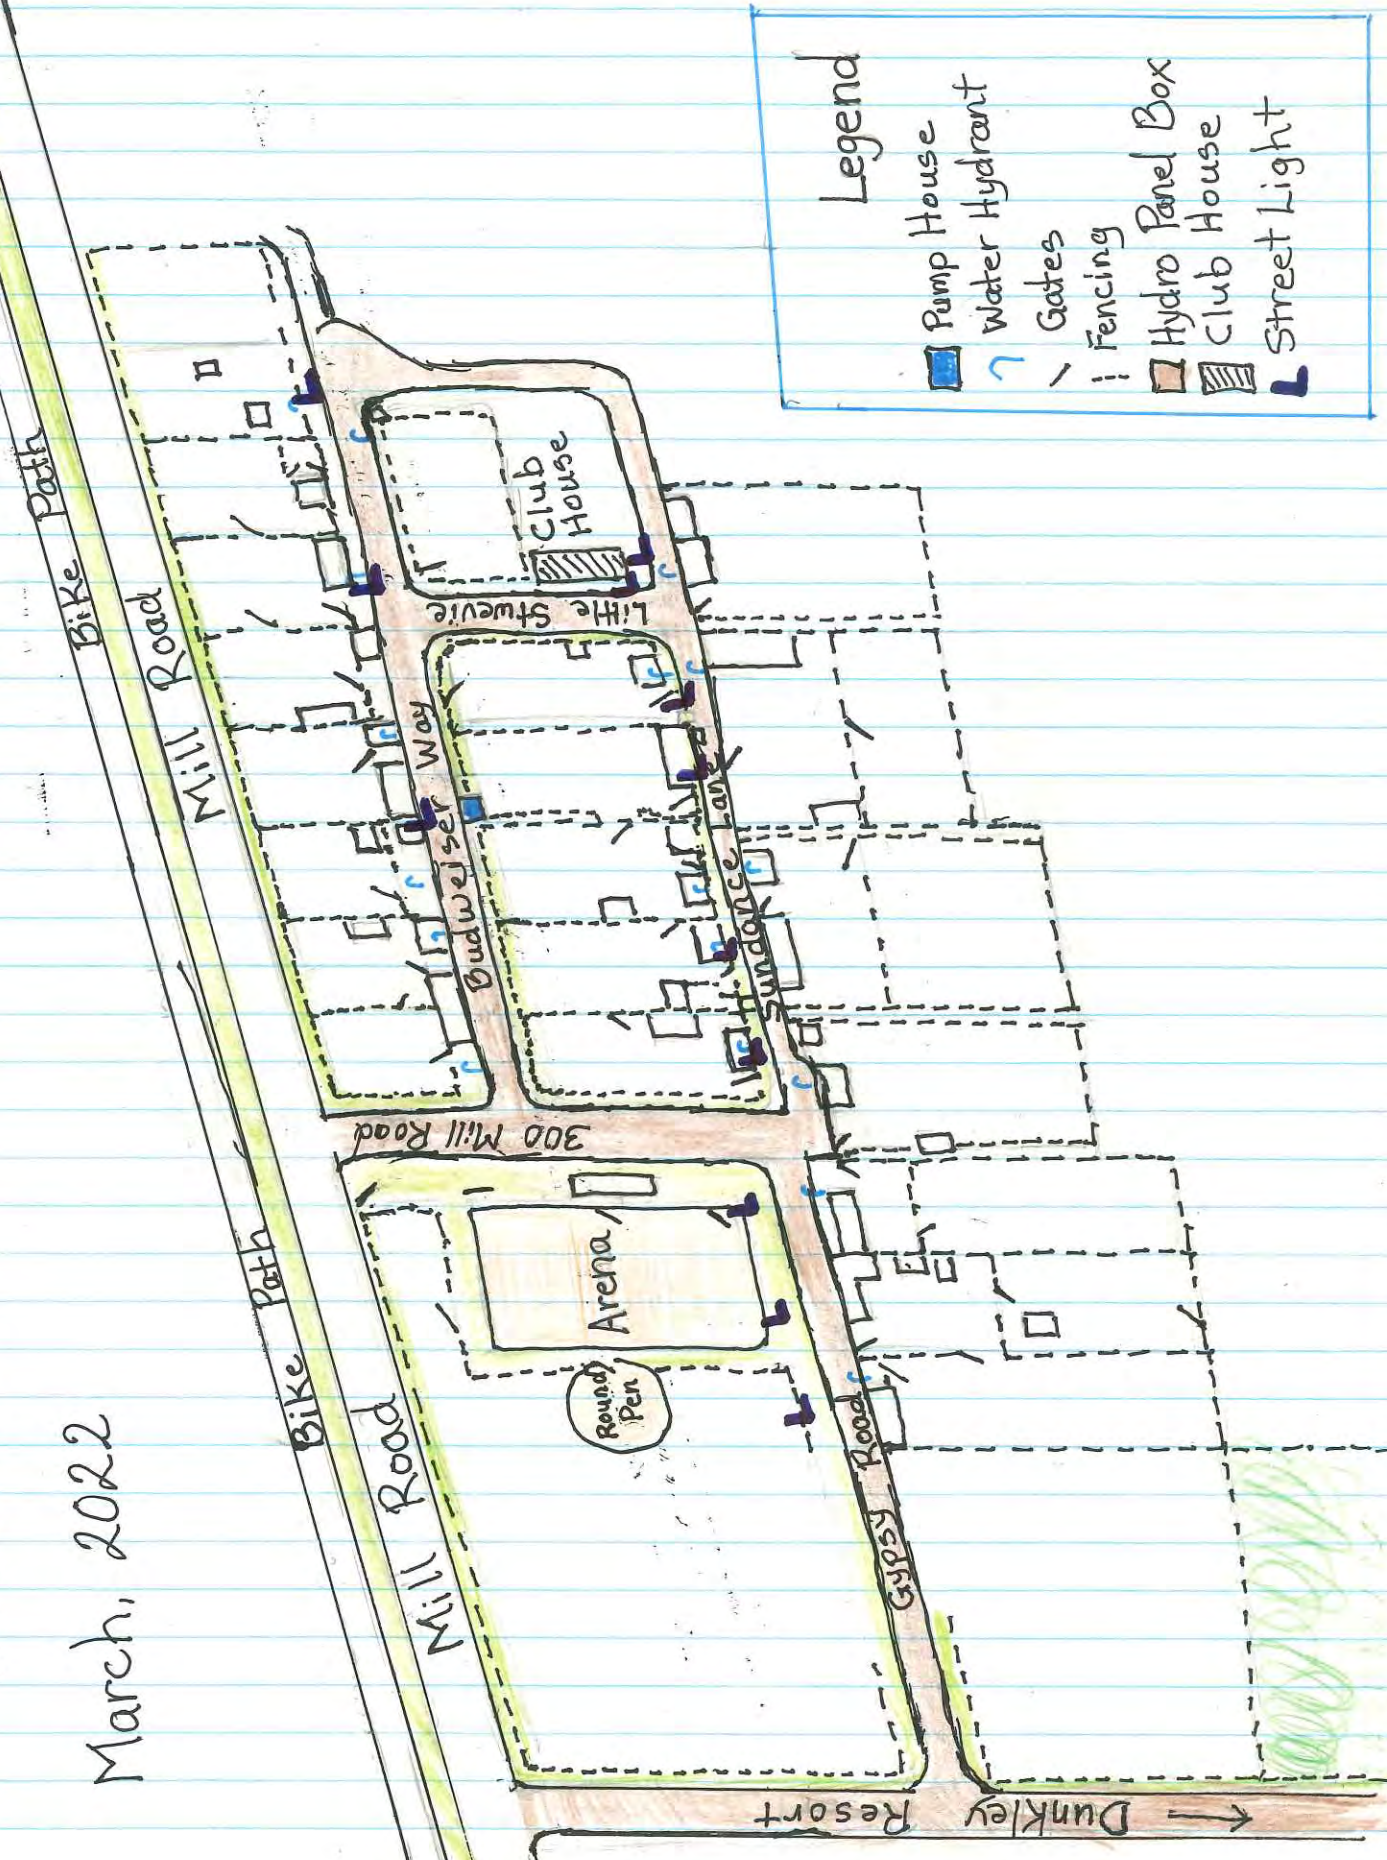 March, 2022
Bike Path
Bike Path
Mill Road
Mill Road
Budweiser Way
Little Stwevie
Club
House
300 Mill Road
Sundance Lane
Arena
Round
Pen
Gypsy Road
Dunkley Resort
Legend
Pump House
Water Hydrant
Gates
Fencing
Hydro Panel Box
Club House
Street Light